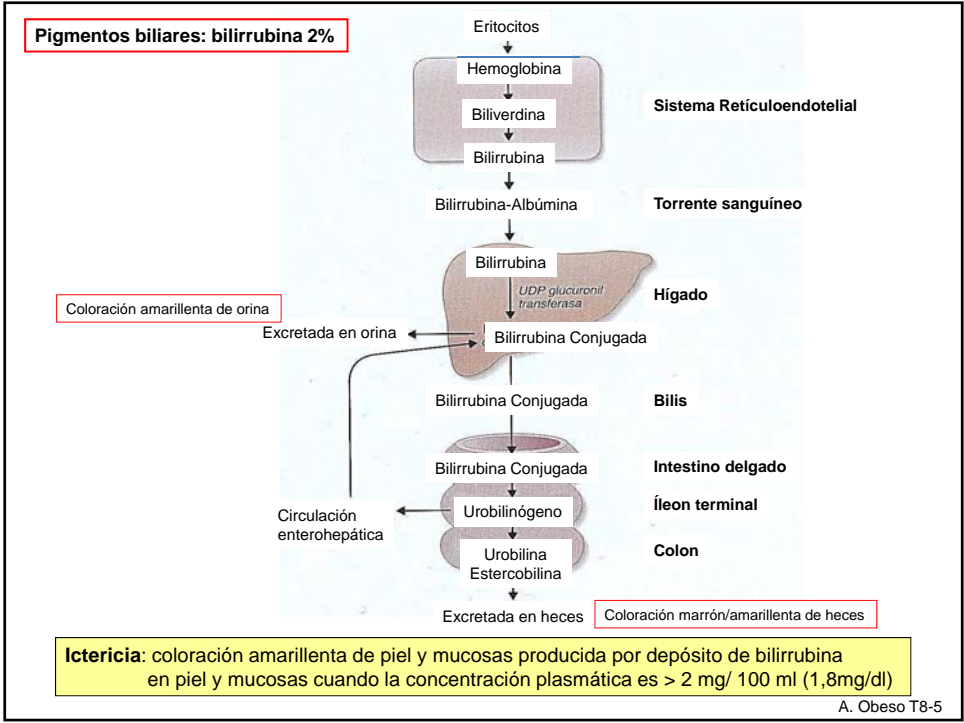 Pigmentos biliares: bilirrubina 2%
Eritocitos
Hemoglobina
Biliverdina
Sistema Retículoendotelial
Bilirrubina
Bilirrubina-Albúmina
Torrente sanguíneo
Bilirrubina
UDP glucuronil
transferasa
Hígado
Coloración amarillenta de orina
Excretada en orina
Bilirrubina Conjugada
Bilirrubina Conjugada
Bilis
Bilirrubina Conjugada
Intestino delgado
Urobilinógeno
Íleon terminal
Circulación
enterohepática
Urobilina
Estercobilina
Colon
Excretada en heces
Coloración marrón/amarillenta de heces
Ictericia: coloración amarillenta de piel y mucosas producida por depósito de bilirrubina
en piel y mucosas cuando la concentración plasmática es > 2 mg/ 100 ml (1,8mg/dl)
A. Obeso T8-5